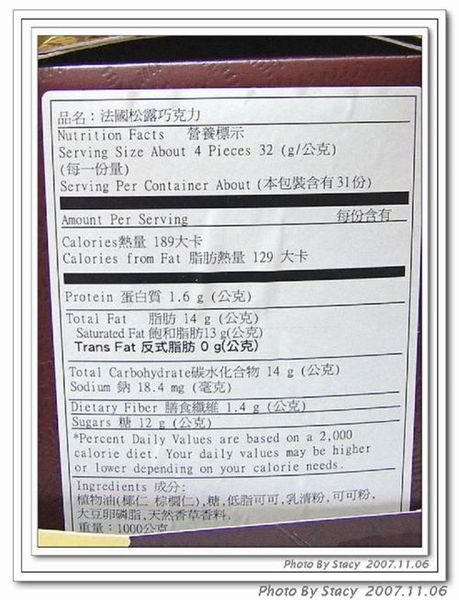 品名：法國松露巧克力
Nutrition Facts 營養標示
Serving Size About 4 Pieces 32 (g/公克)
(每一份量)
Serving Per Container About (本包裝含有31份)
Amount Per Serving 每份含有
Calories熱量 189大卡
Calories from Fat 脂肪熱量 129 大卡
Protein 蛋白質 1.6 g (公克)
Total Fat 脂肪 14 g (公克)
Saturated Fat 飽和脂肪13 g(公克)
Trans Fat 反式脂肪 0 g(公克)
Total Carbohydrate碳水化合物 14 g (公克)
Sodium 鈉 18.4 mg (毫克)
Dietary Fiber 膳食纖維 1.4 g (公克)
Sugars 糖 12 g (公克)
*Percent Daily Values are based on a 2,000
calorie diet. Your daily values may be higher
or lower depending on your calorie needs.
Ingredients 成分:
植物油(椰仁 棕櫚仁),糖,低脂可可,乳清粉,可可粉,
大豆卵磷脂,天然香草香料,
重量：1000公克
Photo By Stacy 2007.11.06
Photo By Stacy 2007.11.06